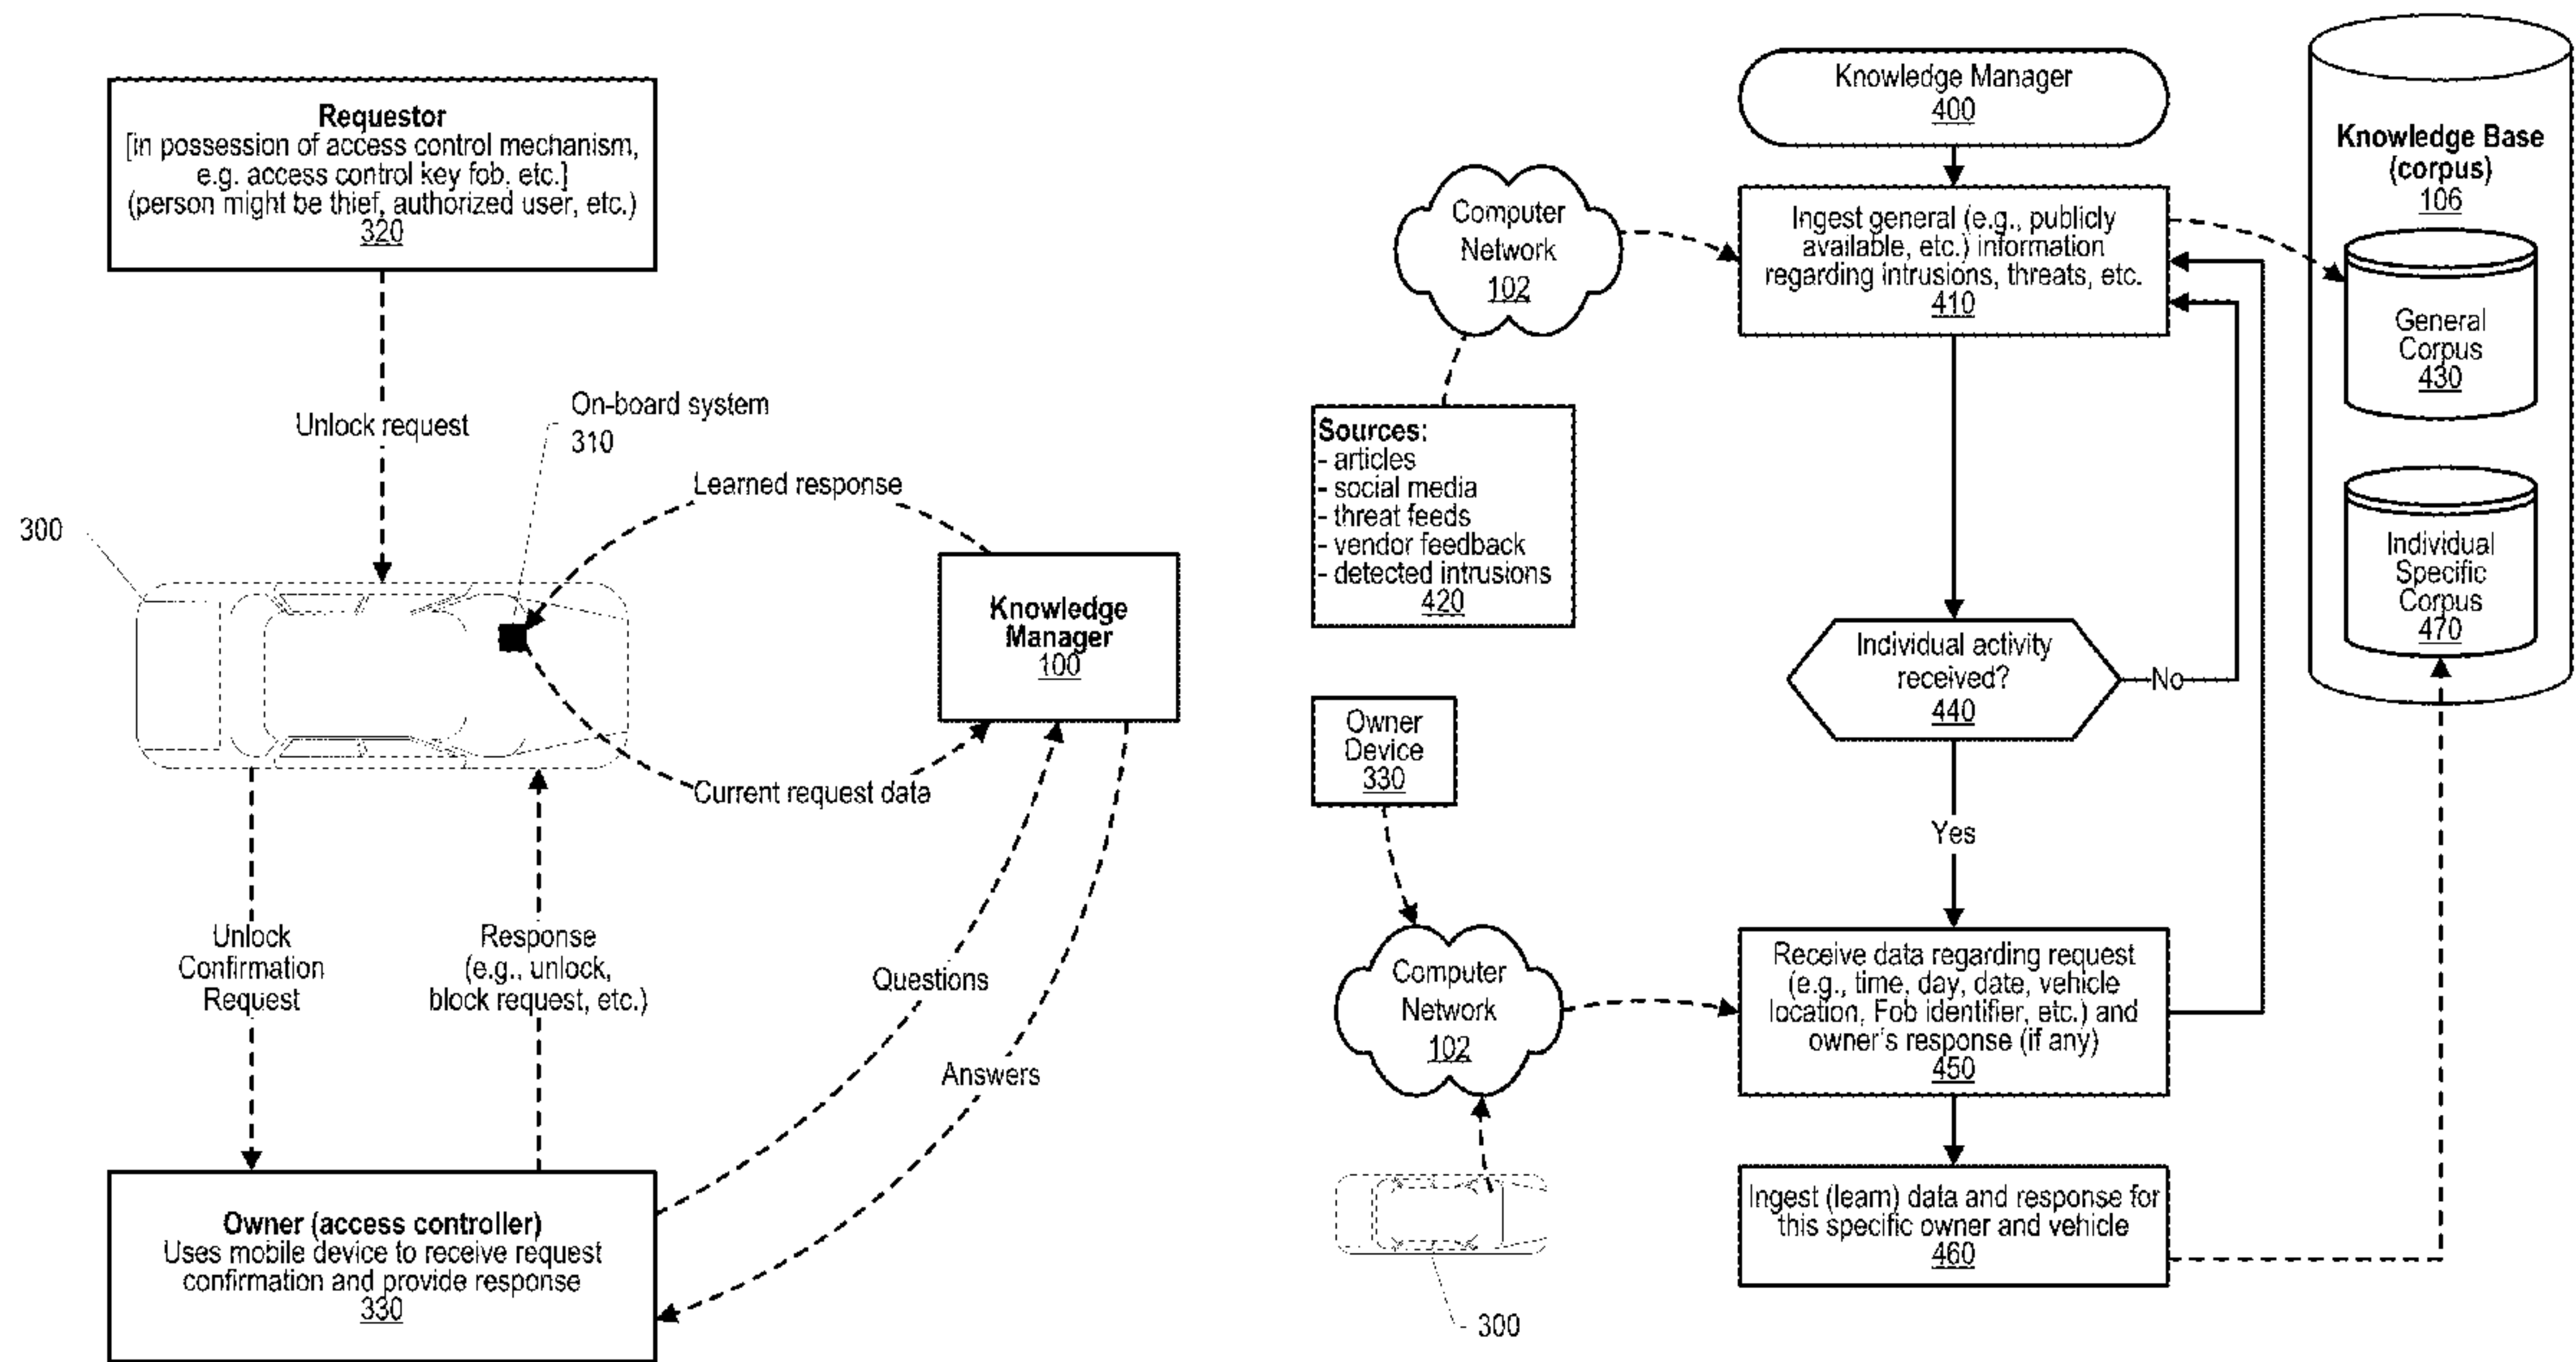 Requestor
[in possession of access control mechanism,
e.g. access control key fob, etc.]
(person might be thief, authorized user, etc.)
320
Unlock request
On-board system
310
Learned response
300
Knowledge
Manager
100
Current request data
Unlock
Confirmation
Request
Response
(e.g., unlock,
block request, etc.)
Questions
Answers
Owner (access controller)
Uses mobile device to receive request
confirmation and provide response
330
Knowledge Manager
400
Computer
Network
102
Ingest general (e.g., publicly
available, etc.) information
regarding intrusions, threats, etc.
410
Knowledge Base
(corpus)
106
General
Corpus
430
Individual
Specific
Corpus
470
Sources:
- articles
- social media
- threat feeds
- vendor feedback
- detected intrusions
420
Individual activity
received?
440
No
Yes
Owner
Device
330
Computer
Network
102
Receive data regarding request
(e.g., time, day, date, vehicle
location, Fob identifier, etc.) and
owner's response (if any)
450
Ingest (learn) data and response for
this specific owner and vehicle
460
300